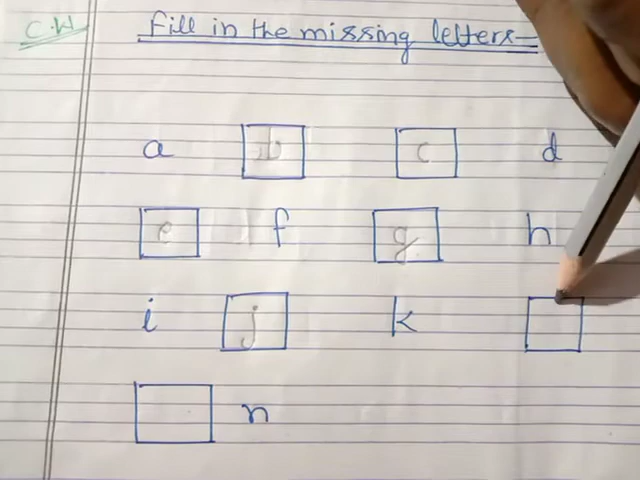 C.W
Fill in the missing letters-
a b c d
e f g h
i j k
n